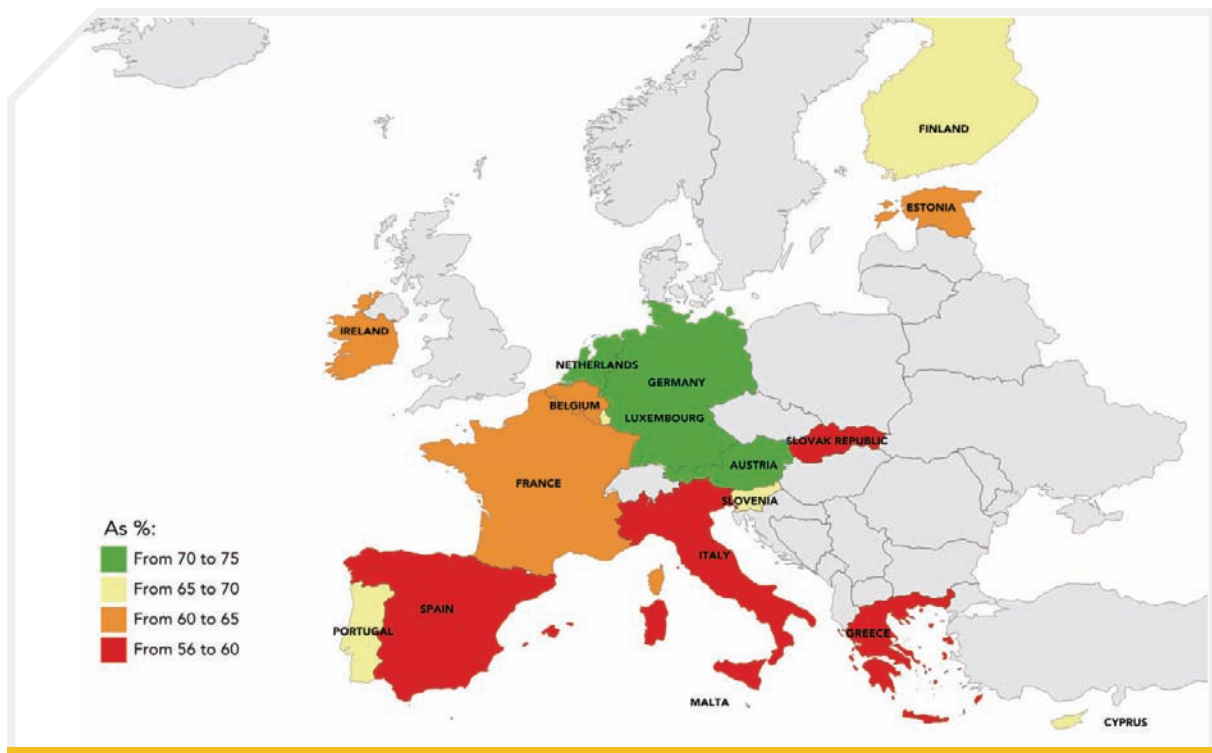 FINLAND
ESTONIA
IRELAND
NETHERLANDS
GERMANY
BELGIUM
LUXEMBOURG
SLOVAK REPUBLIC
AUSTRIA
FRANCE
SLOVENIA
As %:
From 70 to 75
From 65 to 70
From 60 to 65
From 56 to 60
ITALY
SPAIN
PORTUGAL
GREECE
MALTA
CYPRUS